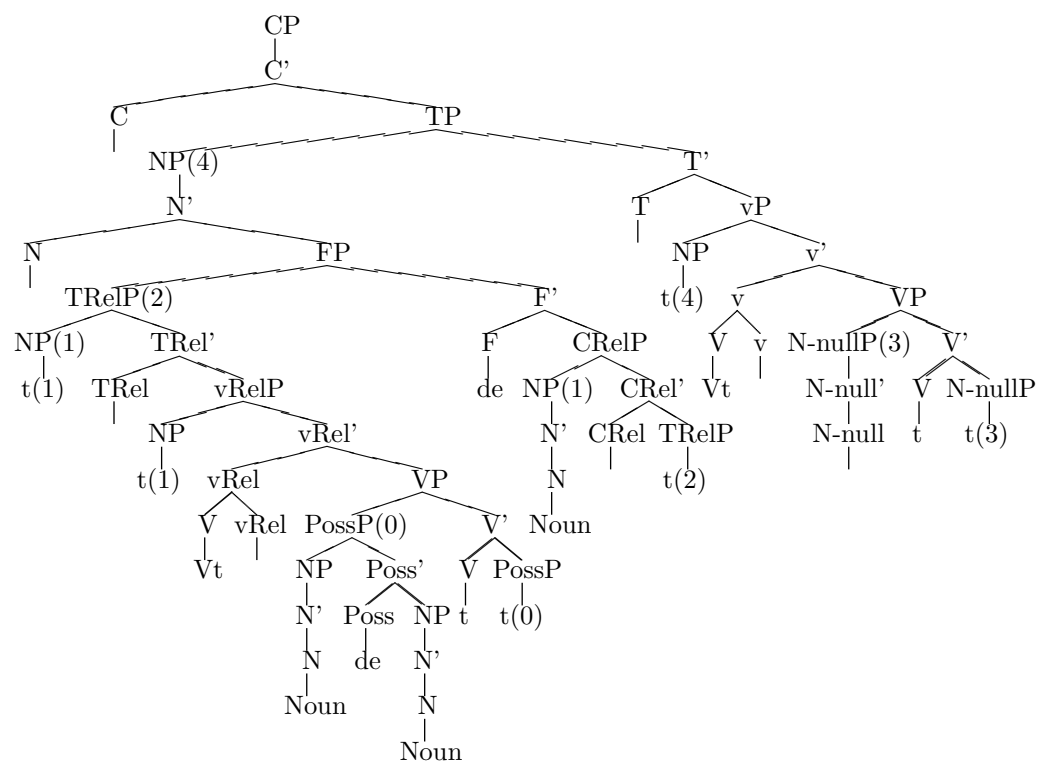 CP
C'
C TP
NP(4) T'
N' T vP
N FP NP v'
TRelP(2) F' t(4) v VP
NP(1) TRel' F CRelP V v N-nullP(3) V'
t(1) TRel vRelP de NP(1) CRel' Vt N-null' V N-nullP
NP vRel' N' CRel TRelP N-null t t(3)
t(1) vRel VP N t(2)
V vRel PossP(0) V' Noun
Vt NP Poss' V PossP
N' Poss NP t t(0)
N de N'
Noun N
Noun